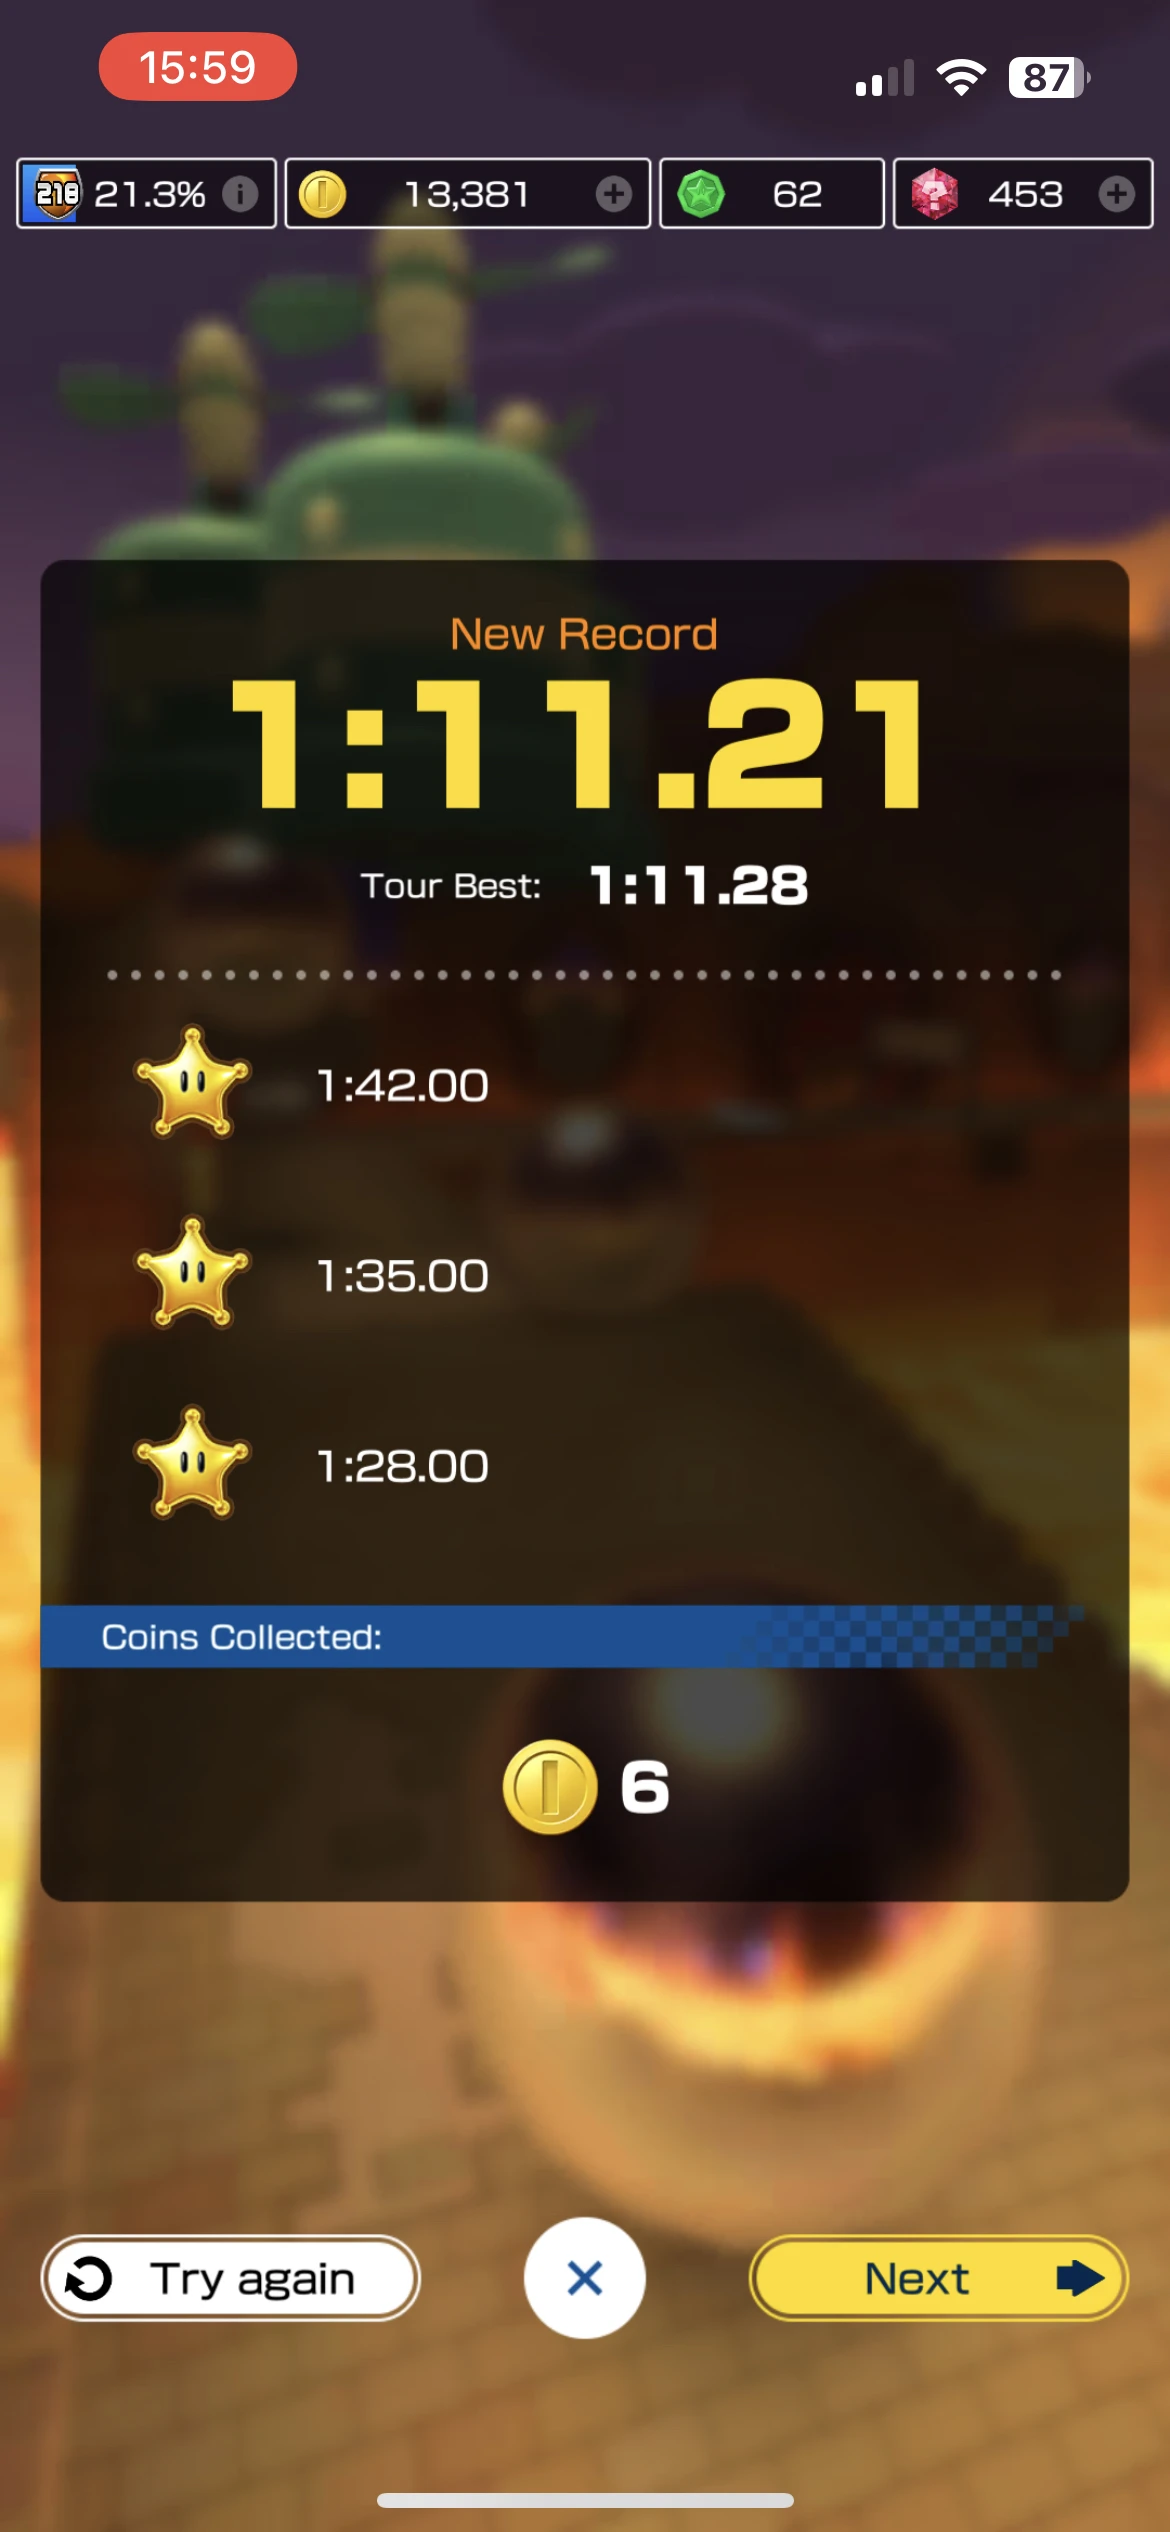 15:59 87
218 21.3% i 13,381 + 62 453 +
New Record
1:11.21
Tour Best: 1:11.28
1:42.00
1:35.00
1:28.00
Coins Collected:
6
Try again × Next